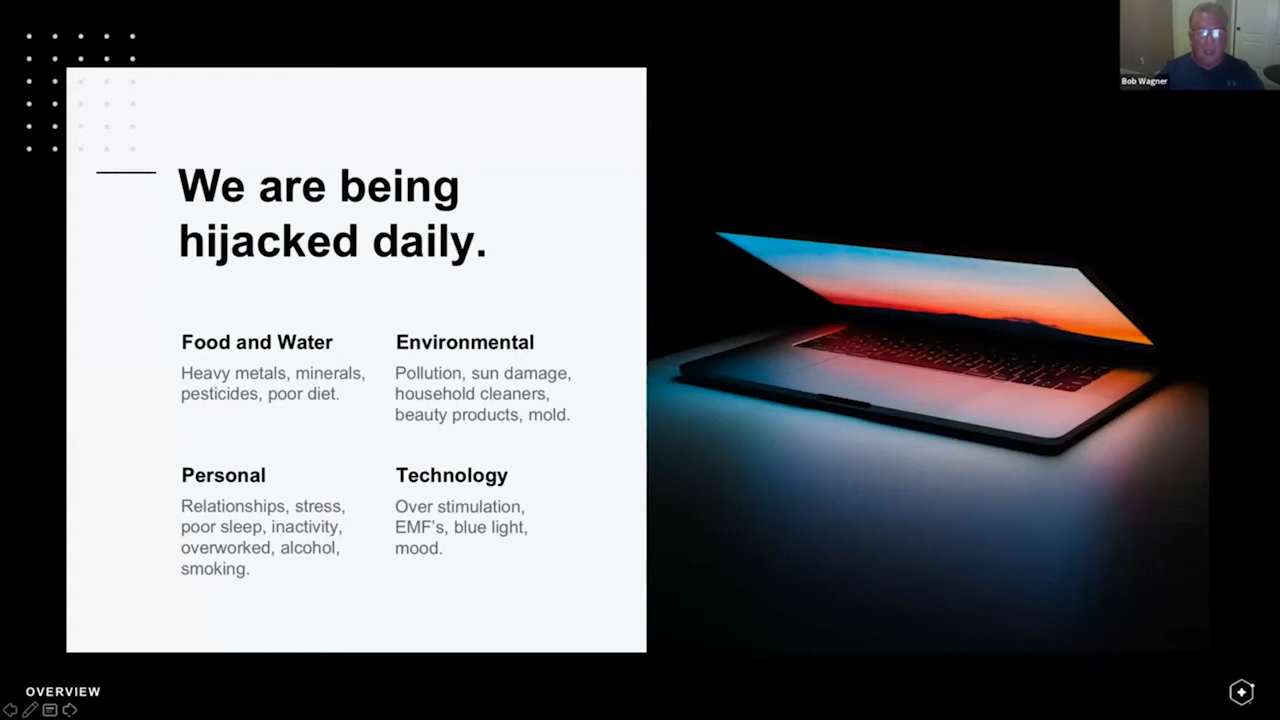 Bob Wagner
We are being
hijacked daily.
Food and Water
Heavy metals, minerals,
pesticides, poor diet.
Environmental
Pollution, sun damage,
household cleaners,
beauty products, mold.
Personal
Relationships, stress,
poor sleep, inactivity,
overworked, alcohol,
smoking.
Technology
Over stimulation,
EMF's, blue light,
mood.
OVERVIEW